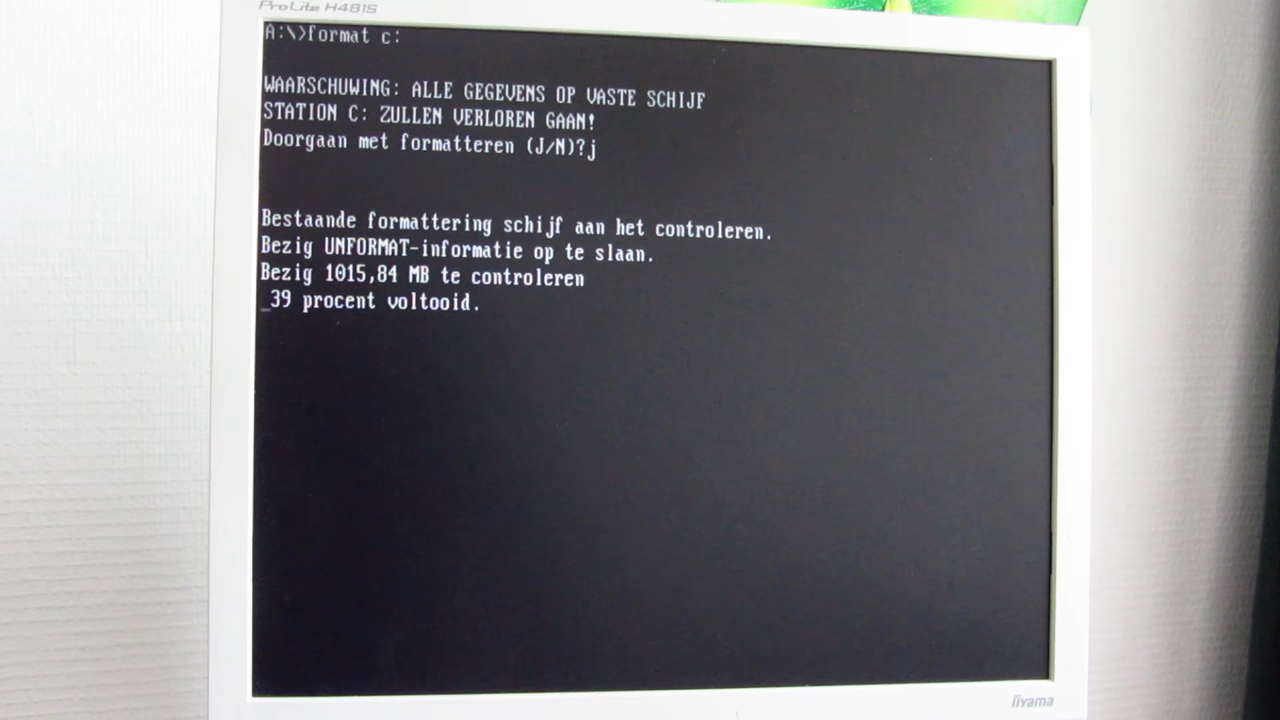 ProLite H481S
A:\>format c:
WAARSCHUWING: ALLE GEGEVENS OP VASTE SCHIJF
STATION C: ZULLEN VERLOREN GAAN!
Doorgaan met formatteren (J/N)?j
Bestaande formattering schijf aan het controleren.
Bezig UNFORMAT-informatie op te slaan.
Bezig 1015,84 MB te controleren
39 procent voltooid.
iiyama